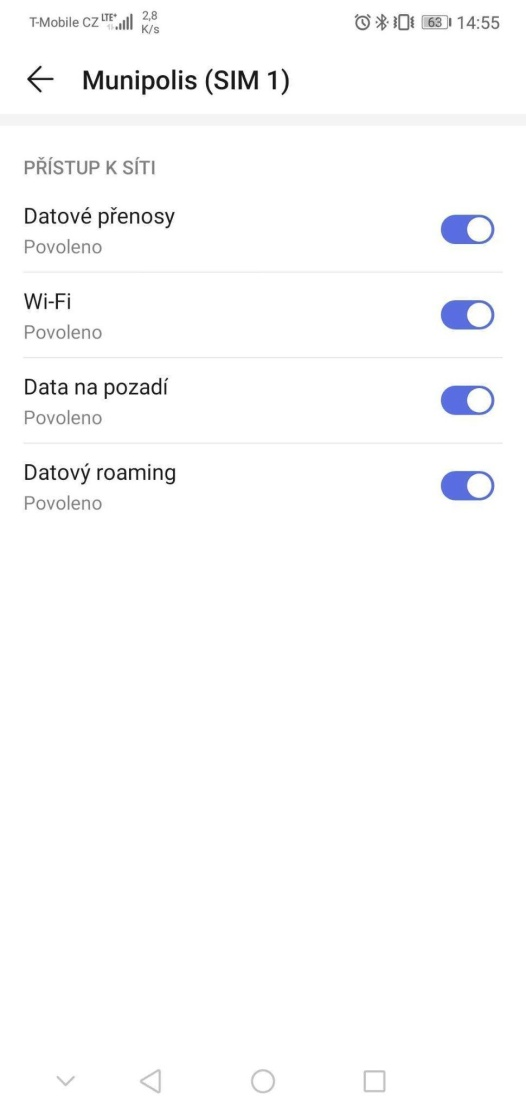 T-Mobile CZ LTE+ 2,8 K/s 63 14:55
Munipolis (SIM 1)
PŘÍSTUP K SÍTI
Datové přenosy
Povoleno
Wi-Fi
Povoleno
Data na pozadí
Povoleno
Datový roaming
Povoleno